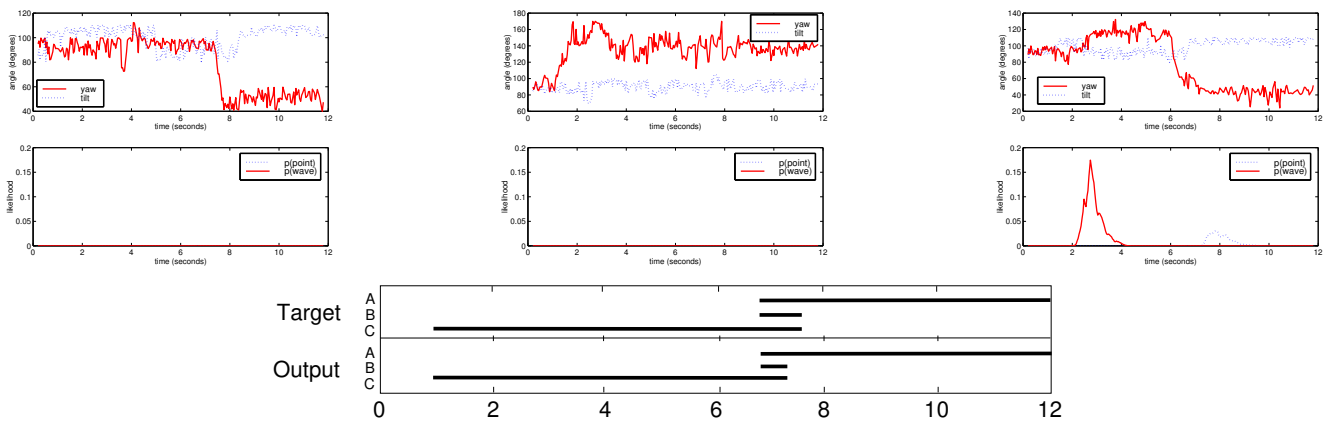 120
100
80
60
40
angle (degrees)
yaw
tilt
0 2 4 6 8 10 12
time (seconds)
180
160
140
120
100
80
60
angle (degrees)
yaw
tilt
0 2 4 6 8 10 12
time (seconds)
140
120
100
80
60
40
20
angle (degrees)
yaw
tilt
0 2 4 6 8 10 12
time (seconds)
0.2
0.15
0.1
0.05
0
likelihood
p(point)
p(wave)
0 2 4 6 8 10 12
time (seconds)
0.2
0.15
0.1
0.05
0
likelihood
p(point)
p(wave)
0 2 4 6 8 10 12
time (seconds)
0.2
0.15
0.1
0.05
0
likelihood
p(point)
p(wave)
0 2 4 6 8 10 12
time (seconds)
Target
A
B
C
Output
A
B
C
0 2 4 6 8 10 12